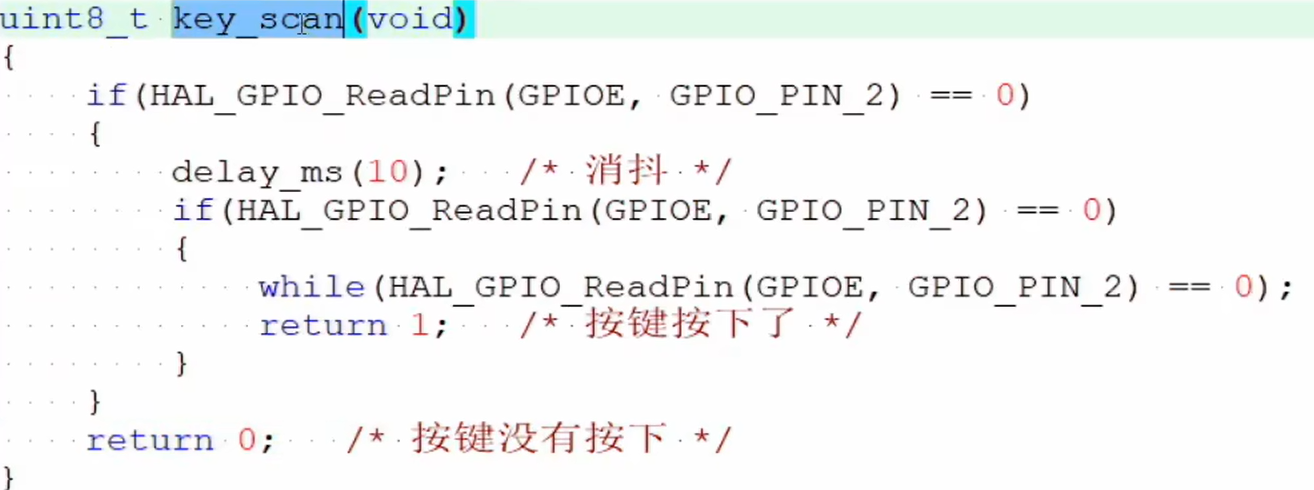 uint8_t key_scan(void)
{
if(HAL_GPIO_ReadPin(GPIOE, GPIO_PIN_2) == 0)
{
delay_ms(10); /* 消抖 */
if(HAL_GPIO_ReadPin(GPIOE, GPIO_PIN_2) == 0)
{
while(HAL_GPIO_ReadPin(GPIOE, GPIO_PIN_2) == 0);
return 1; /* 按键按下了 */
}
}
return 0; /* 按键没有按下 */
}